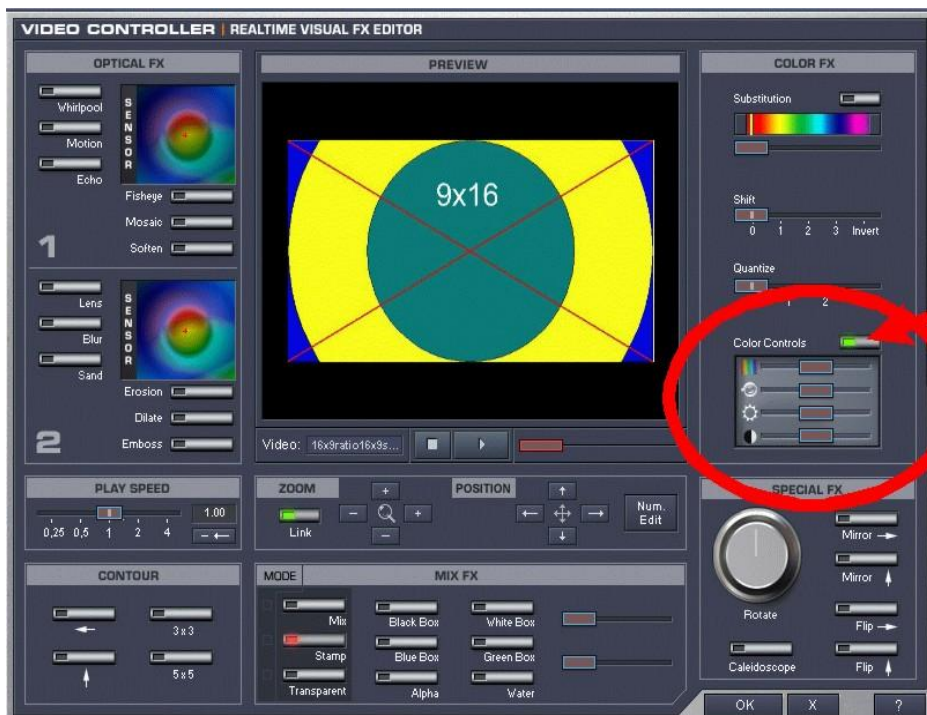 VIDEO CONTROLLER | REALTIME VISUAL FX EDITOR
OPTICAL FX
Whirlpool
Motion
Echo
SENSOR
Fisheye
Mosaic
Soften
1
Lens
Blur
Sand
SENSOR
Erosion
Dilate
Emboss
2
PREVIEW
9x16
Video: 16x9ratio16x9s...
COLOR FX
Substitution
Shift
0 1 2 3 Invert
Quantize
1 2
Color Controls
PLAY SPEED
1.00
0,25 0,5 1 2 4
ZOOM
Link
POSITION
Num.
Edit
SPECIAL FX
Mirror
Mirror
Rotate
Flip
Caleidoscope
Flip
CONTOUR
3 x 3
5 x 5
MODE
MIX FX
Mix
Black Box
White Box
Stamp
Blue Box
Green Box
Transparent
Alpha
Water
OK X ?